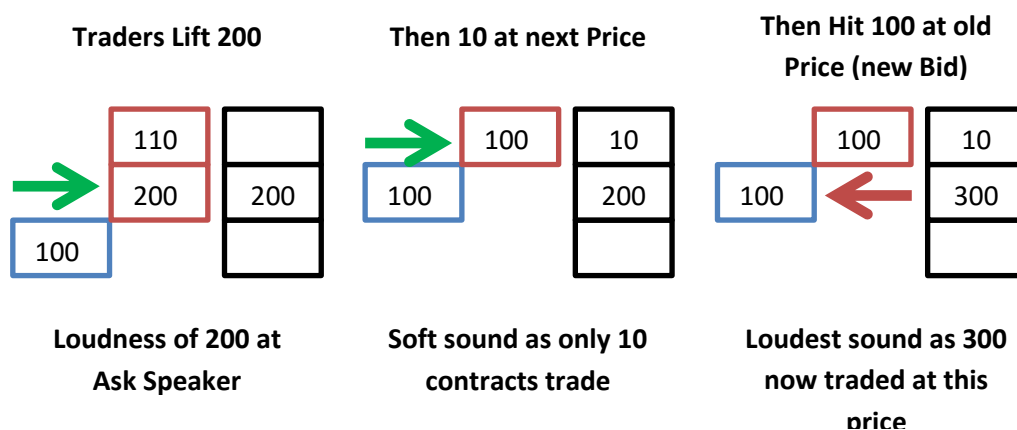 Traders Lift 200
110
200
200
100
Loudness of 200 at
Ask Speaker
Then 10 at next Price
100
10
100
200
Soft sound as only 10
contracts trade
Then Hit 100 at old
Price (new Bid)
100
10
100
300
Loudest sound as 300
now traded at this
price